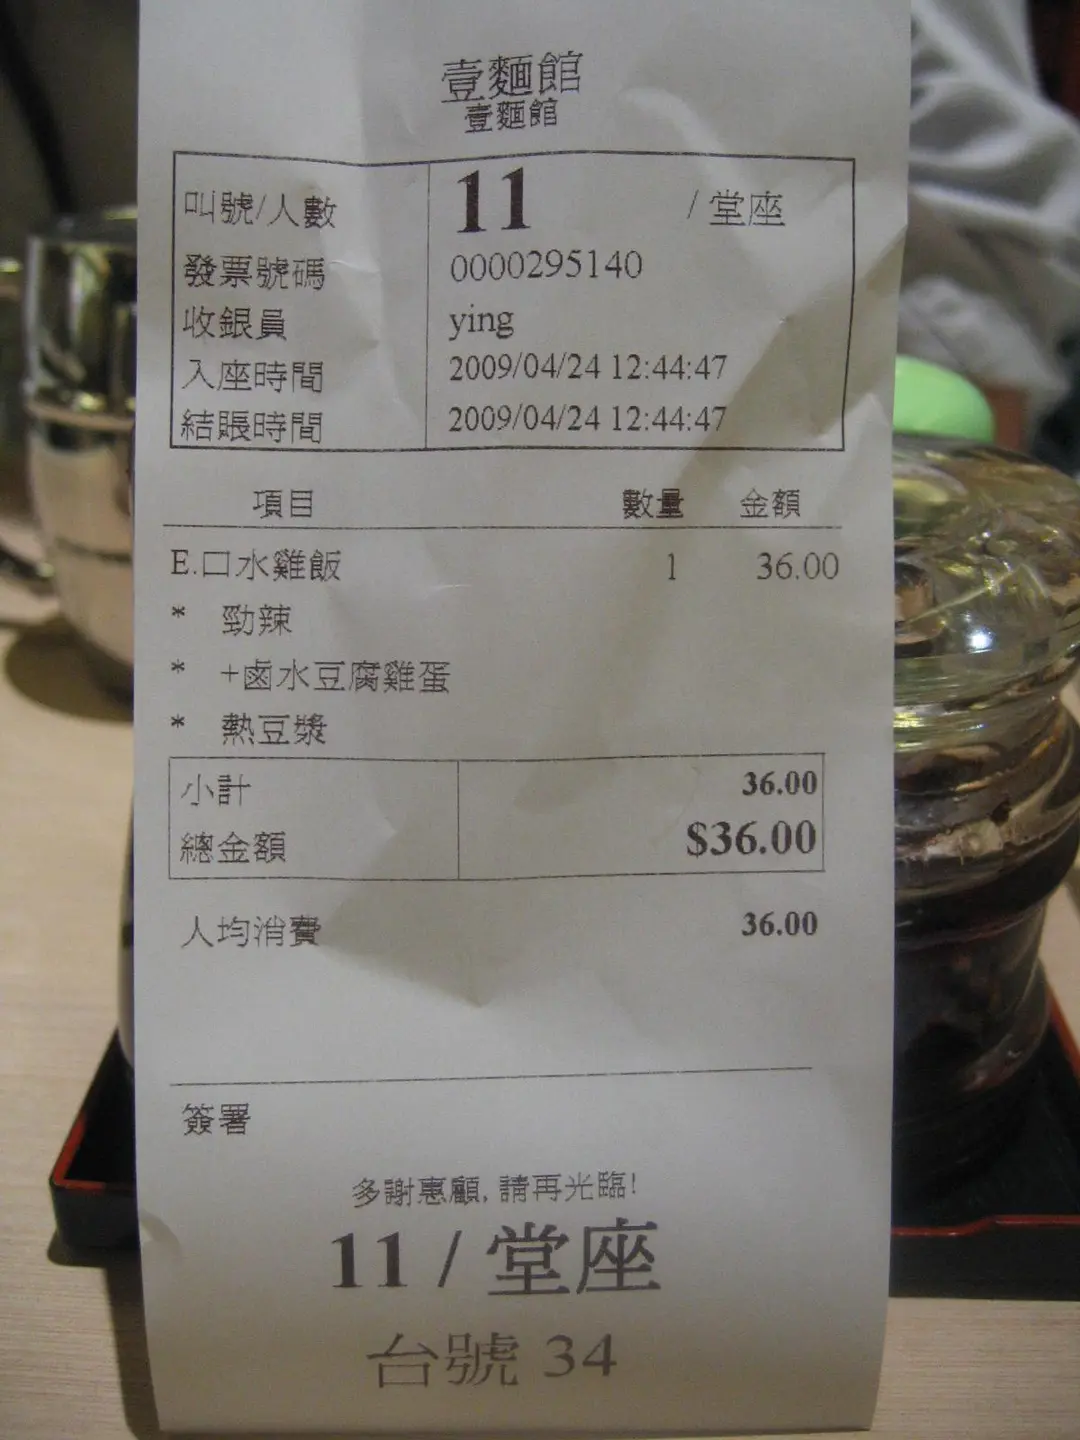 壹麵館
壹麵館
叫號/人數 11 / 堂座
發票號碼 0000295140
收銀員 ying
入座時間 2009/04/24 12:44:47
結賬時間 2009/04/24 12:44:47
項目 數量 金額
E.口水雞飯 1 36.00
* 勁辣
* +鹵水豆腐雞蛋
* 熱豆漿
小計 36.00
總金額 $36.00
人均消費 36.00
簽署
多謝惠顧, 請再光臨!
11 / 堂座
台號 34